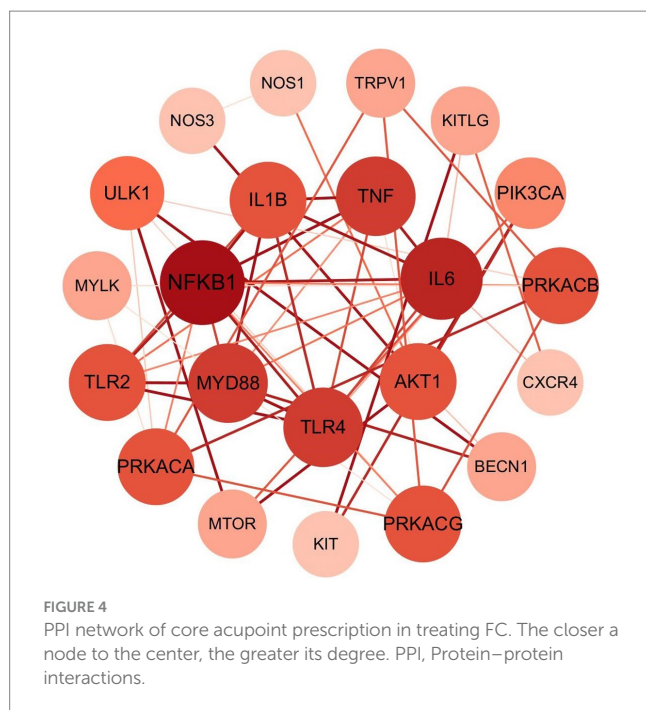 NOS1
TRPV1
NOS3
KITLG
ULK1
IL1B
TNF
PIK3CA
NFKB1
IL6
MYLK
PRKACB
TLR2
MYD88
AKT1
CXCR4
TLR4
PRKACA
BECN1
MTOR
KIT
PRKACG
FIGURE 4
PPI network of core acupoint prescription in treating FC. The closer a
node to the center, the greater its degree. PPI, Protein–protein
interactions.